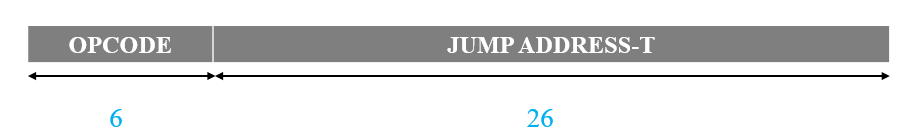 OPCODE JUMP ADDRESS-T
6 26